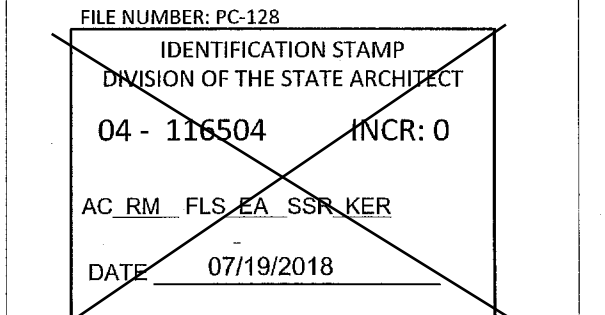 FILE NUMBER: PC-128
IDENTIFICATION STAMP
DIVISION OF THE STATE ARCHITECT
04 - 116504 INCR: 0
AC RM FLS EA SSR KER
DATE 07/19/2018